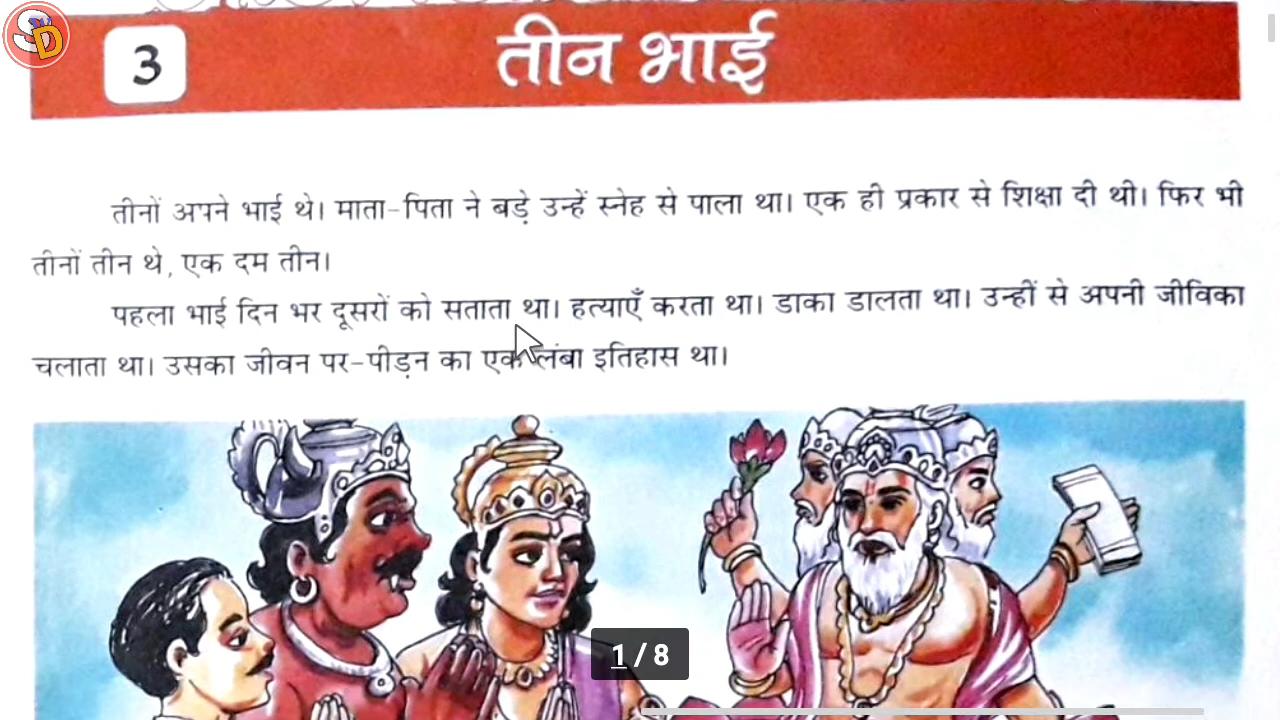 SD
3
तीन भाई
तीनों अपने भाई थे। माता-पिता ने बड़े उन्हें स्नेह से पाला था। एक ही प्रकार से शिक्षा दी थी। फिर भी
तीनों तीन थे, एक दम तीन।
पहला भाई दिन भर दूसरों को सताता था। हत्याएँ करता था। डाका डालता था। उन्हीं से अपनी जीविका
चलाता था। उसका जीवन पर-पीड़न का एक लंबा इतिहास था।
1 / 8